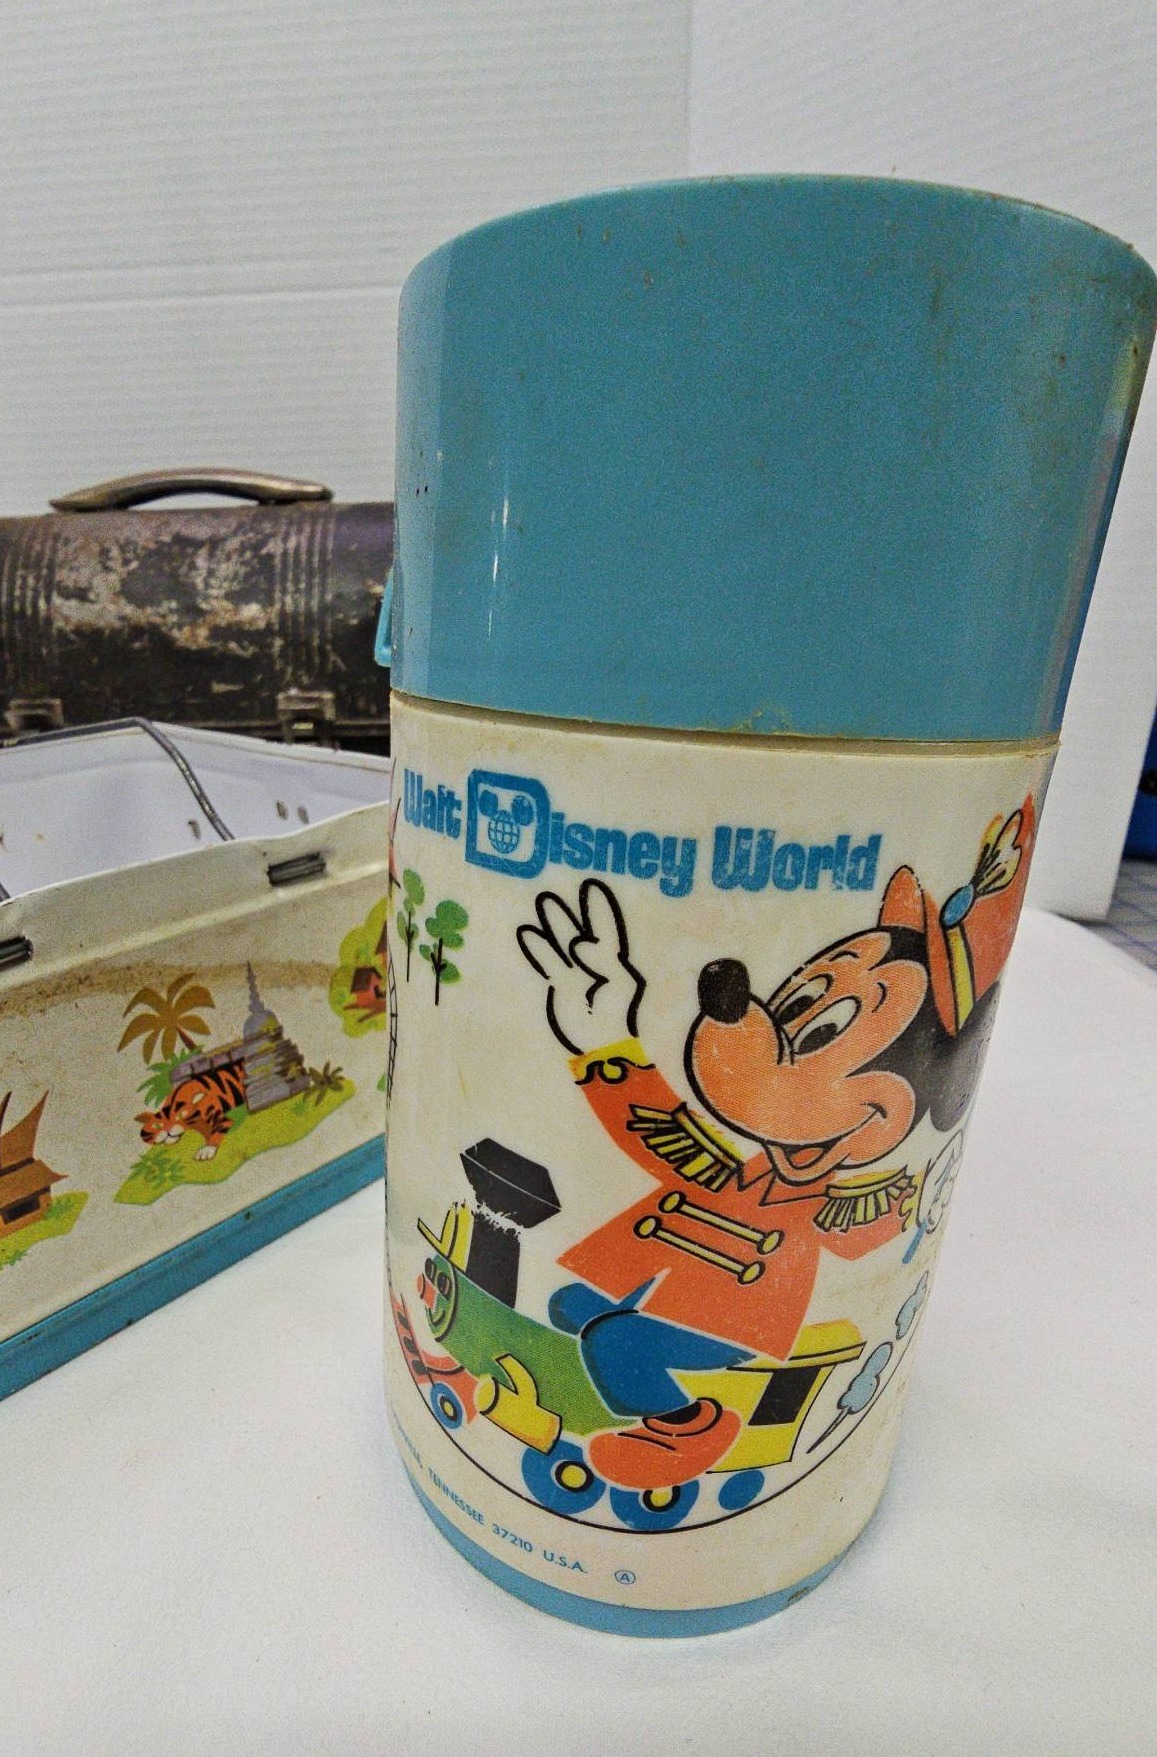 Walt Disney World
TENNESSEE 37210 U.S.A. Ⓐ